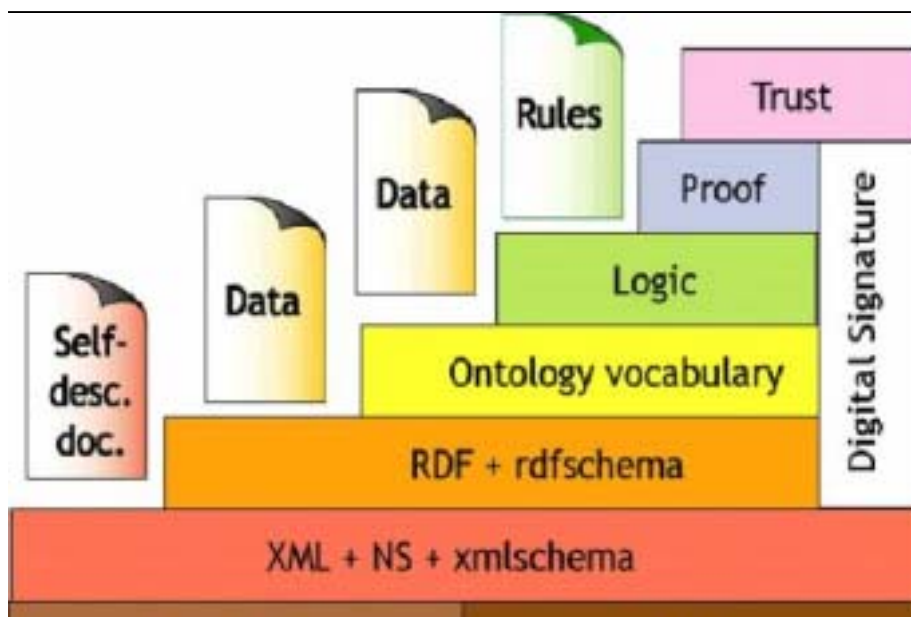 Rules
Trust
Data
Proof
Data
Logic
Self-
desc.
doc.
Ontology vocabulary
Digital Signature
RDF + rdfschema
XML + NS + xmlschema